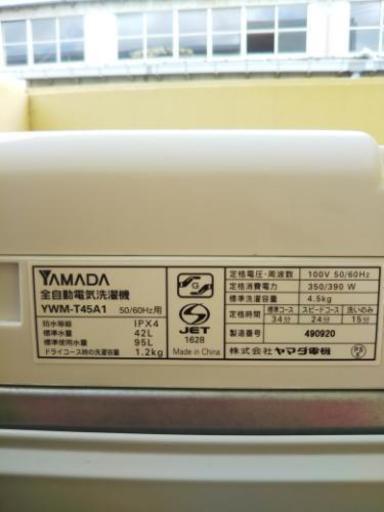 YAMADA
全自動電気洗濯機
YWM-T45A1 50/60Hz用
防水等級 IPX4
標準水量 42L
標準使用水量 95L
ドライコース時の洗濯容量 1.2kg
JET
1628
Made in China
定格電圧・周波数 100V 50/60Hz
定格消費電力 350/390 W
標準洗濯容量 4.5kg
定格時間 標準コース スピードコース 洗いのみ
34分 24分 15分
製造番号 490920
株式会社ヤマダ電機